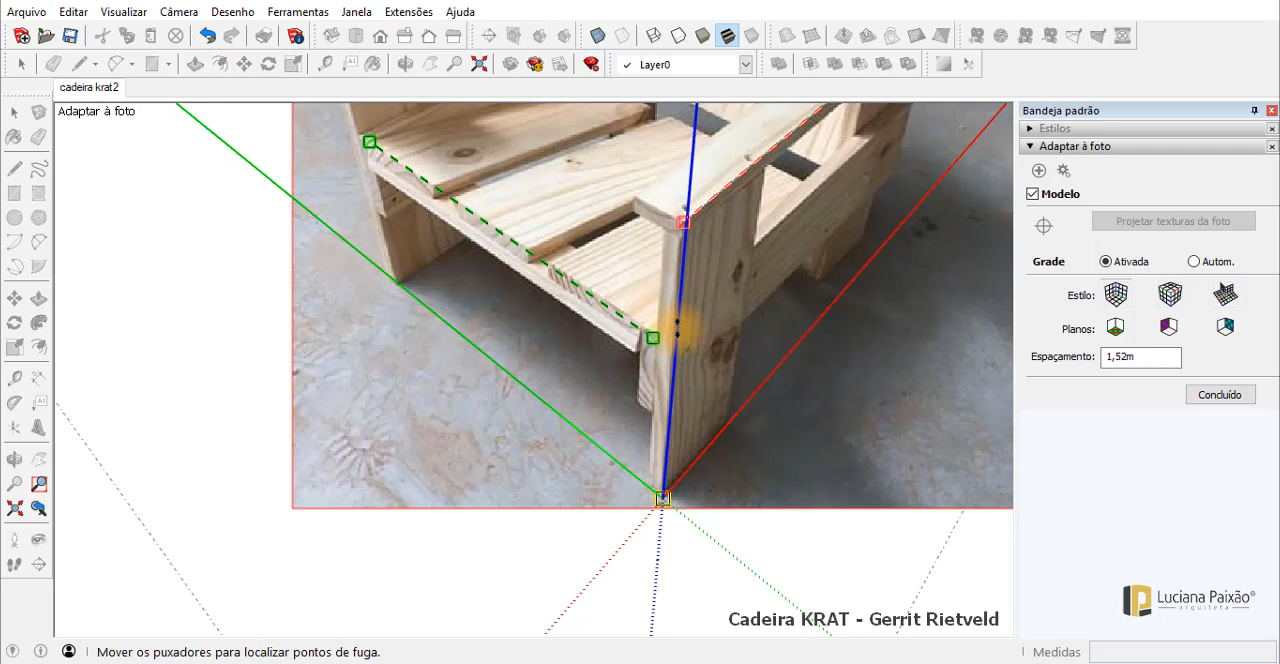 Arquivo Editar Visualizar Câmera Desenho Ferramentas Janela Extensões Ajuda
Layer0
cadeira krat2
Adaptar à foto
Bandeja padrão
Estilos
Adaptar à foto
Modelo
Projetar texturas da foto
Grade Ativada Autom.
Estilo:
Planos:
Espaçamento: 1,52m
Concluído
Luciana Paixão®
arquiteta
Cadeira KRAT - Gerrit Rietveld
Mover os puxadores para localizar pontos de fuga.
Medidas